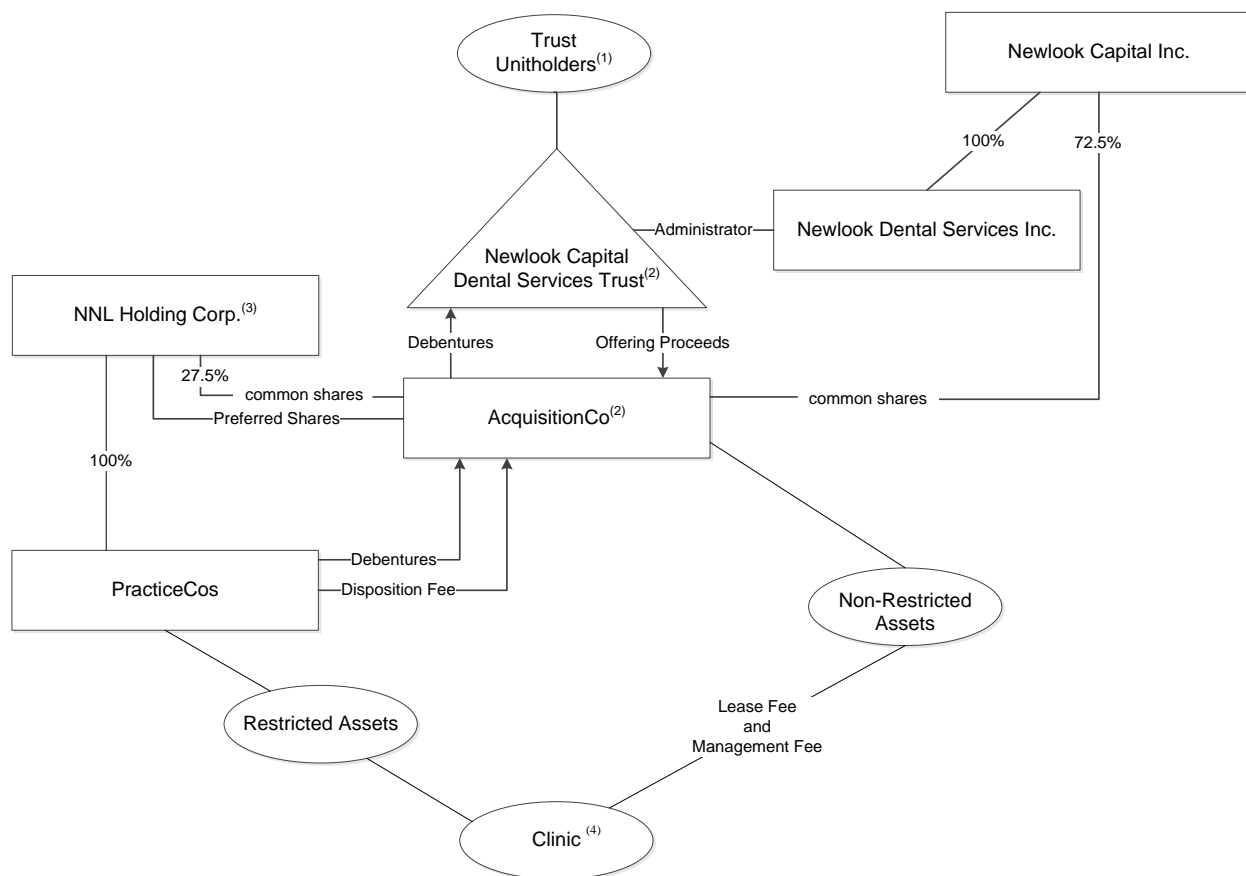 Trust
Unitholders(1)
Newlook Capital Inc.
100%
72.5%
Administrator
Newlook Dental Services Inc.
Newlook Capital
Dental Services Trust(2)
NNL Holding Corp.(3)
Debentures
Offering Proceeds
27.5%
common shares
Preferred Shares
AcquisitionCo(2)
common shares
100%
Debentures
PracticeCos
Disposition Fee
Non-Restricted
Assets
Restricted Assets
Lease Fee
and
Management Fee
Clinic (4)